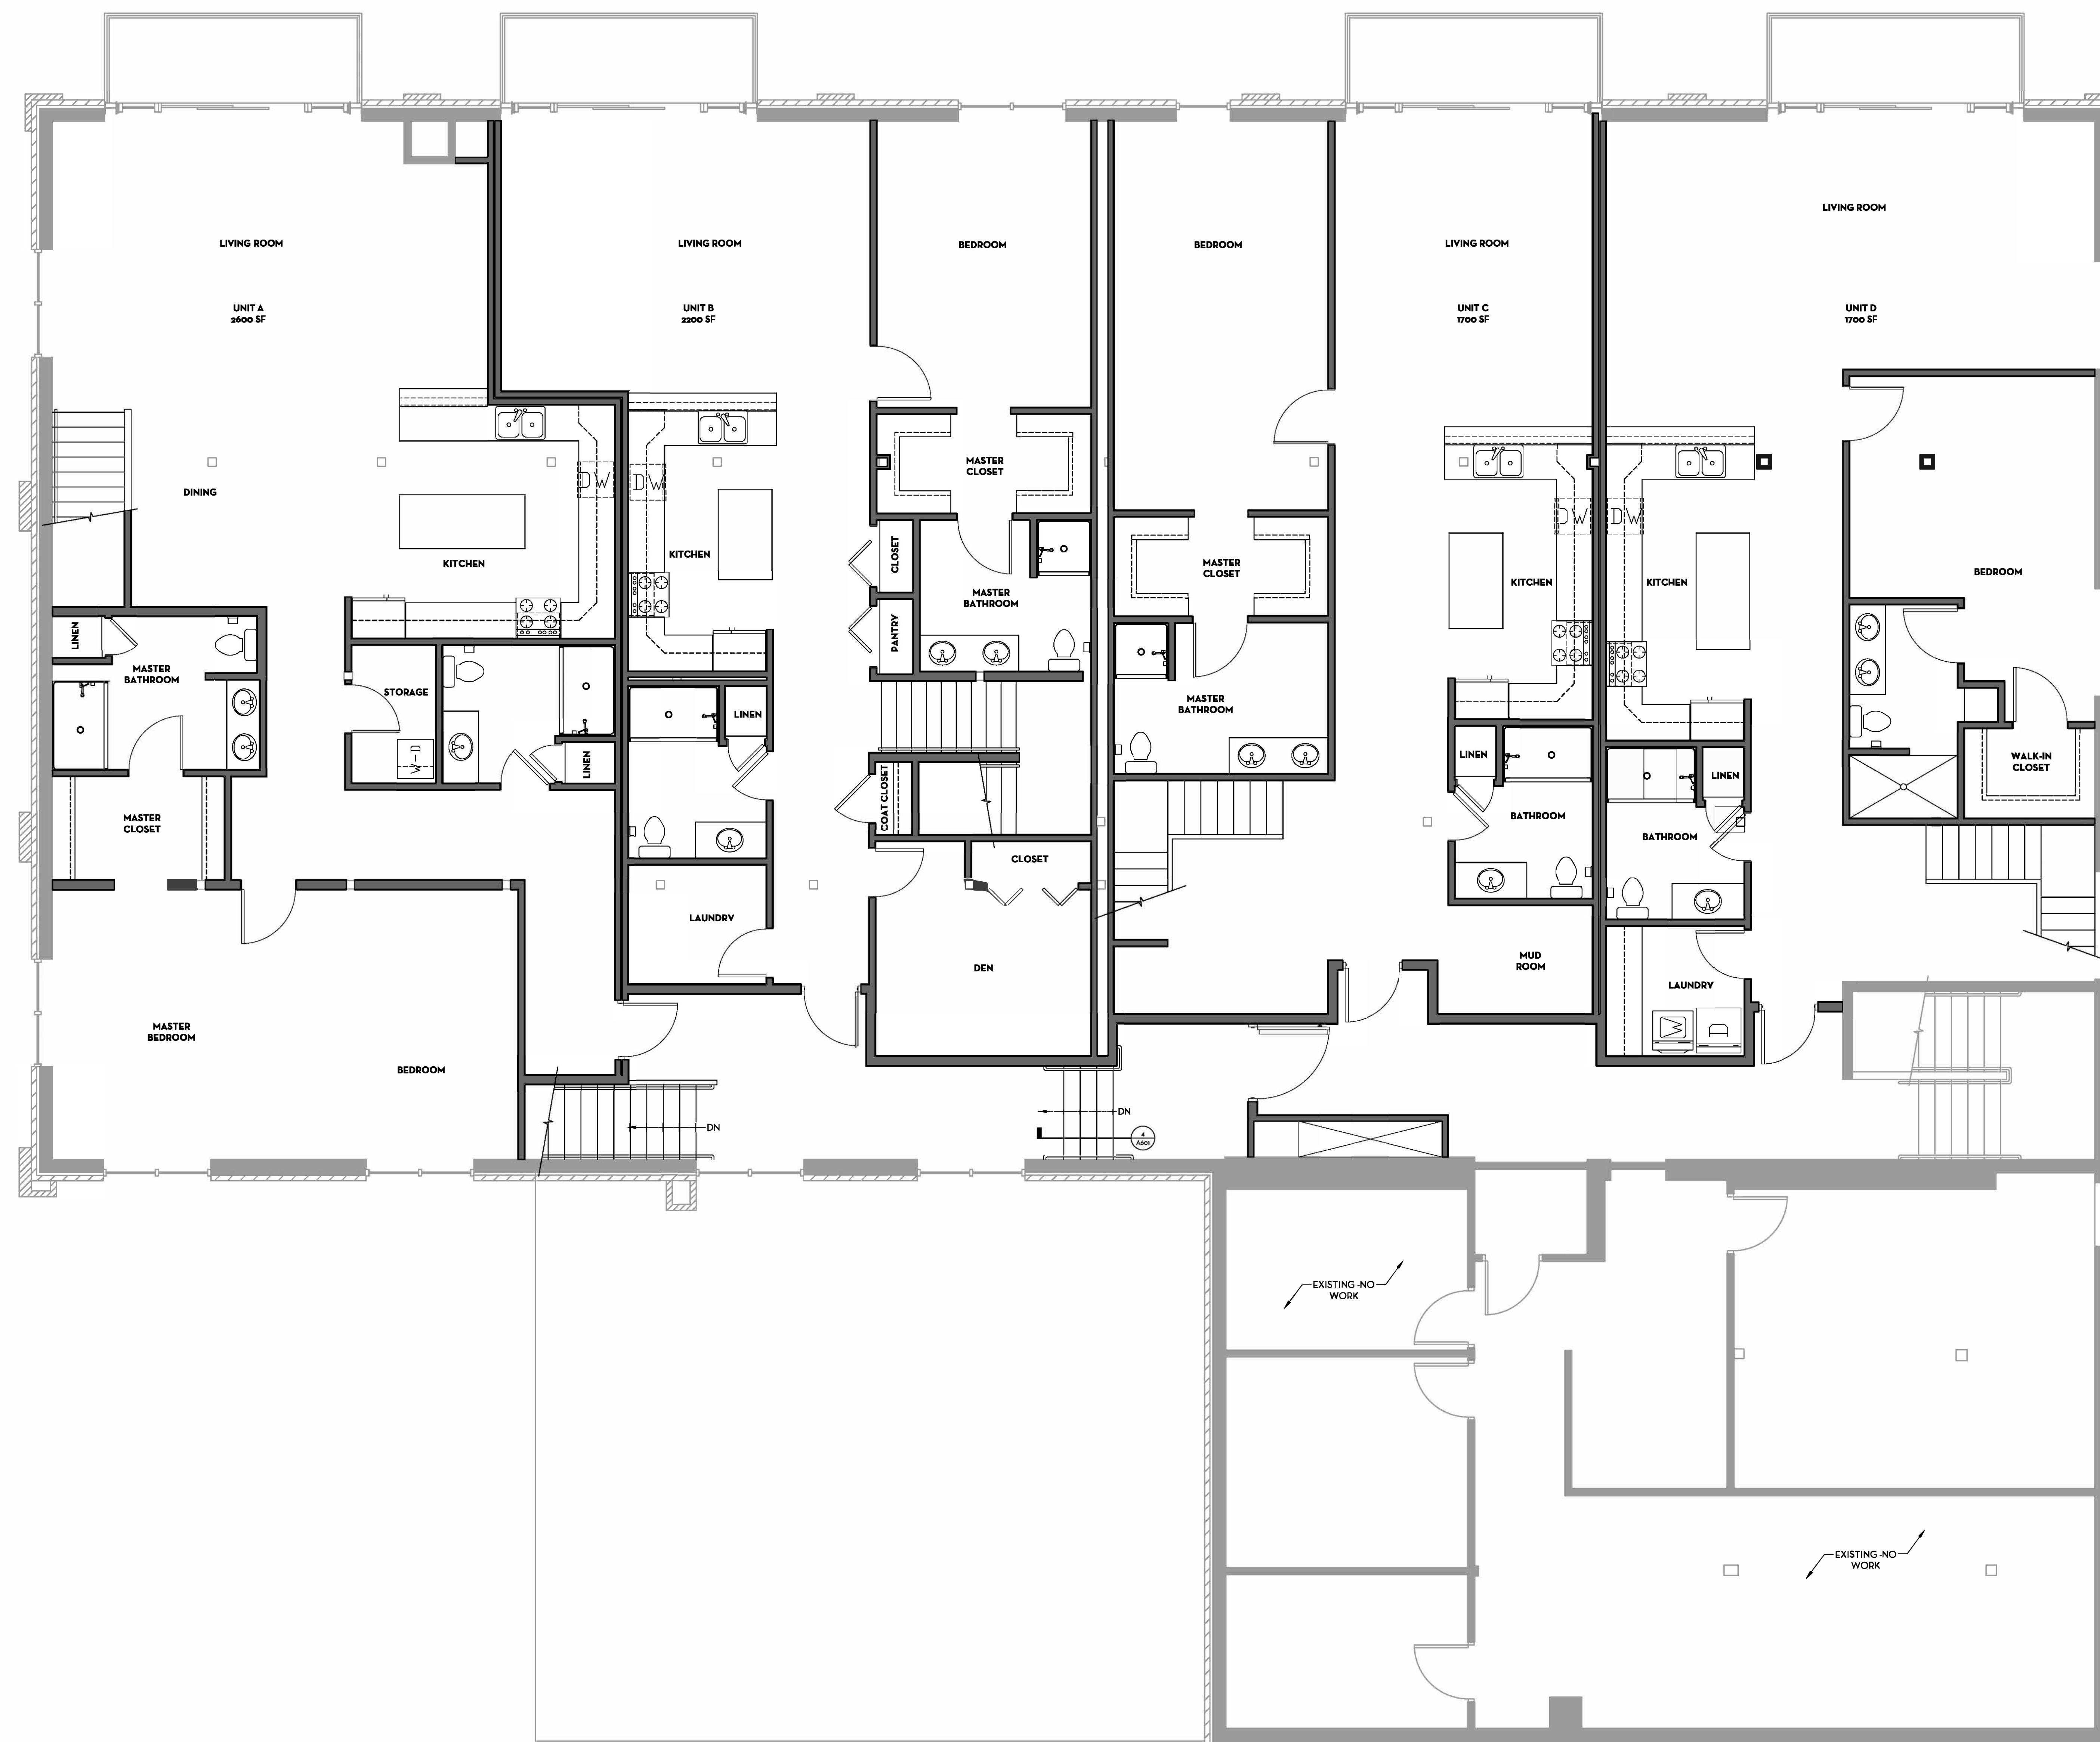 LIVING ROOM
UNIT A
2600 SF
DINING
KITCHEN
DW
LINEN
MASTER
BATHROOM
STORAGE
W-D
LINEN
MASTER
CLOSET
MASTER
BEDROOM
BEDROOM
DN
LIVING ROOM
UNIT B
2200 SF
BEDROOM
MASTER
CLOSET
DW
KITCHEN
CLOSET
PANTRY
MASTER
BATHROOM
LINEN
COAT CLOSET
CLOSET
LAUNDRY
DEN
DN
4
A601
BEDROOM
LIVING ROOM
UNIT C
1700 SF
MASTER
CLOSET
DW
KITCHEN
MASTER
BATHROOM
LINEN
BATHROOM
MUD
ROOM
LIVING ROOM
UNIT D
1700 SF
DW
KITCHEN
BEDROOM
LINEN
WALK-IN
CLOSET
BATHROOM
LAUNDRY
W
D
EXISTING -NO
WORK
EXISTING -NO
WORK